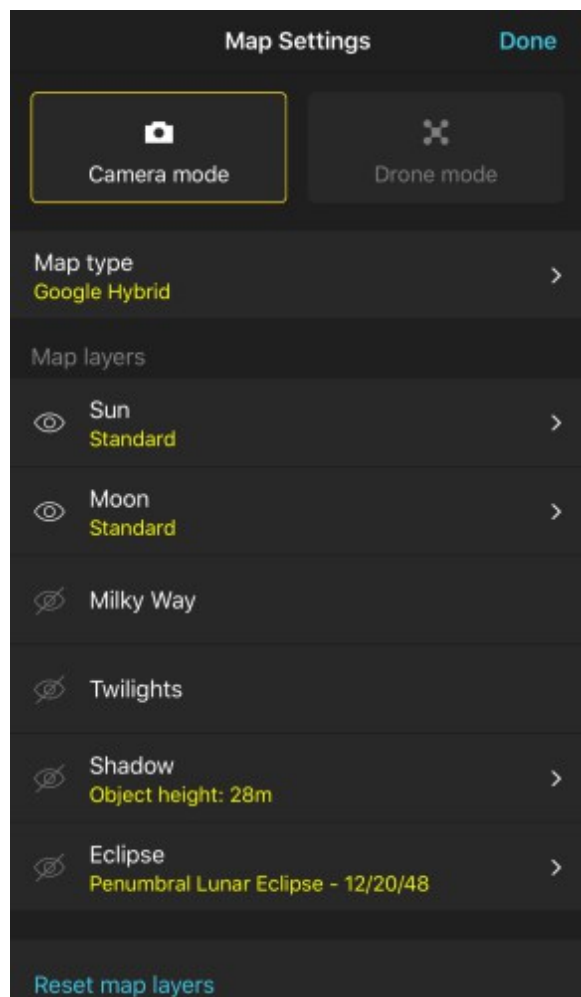 Map Settings
Done
Camera mode
Drone mode
Map type
Google Hybrid
Map layers
Sun
Standard
Moon
Standard
Milky Way
Twilights
Shadow
Object height: 28m
Eclipse
Penumbral Lunar Eclipse - 12/20/48
Reset map layers